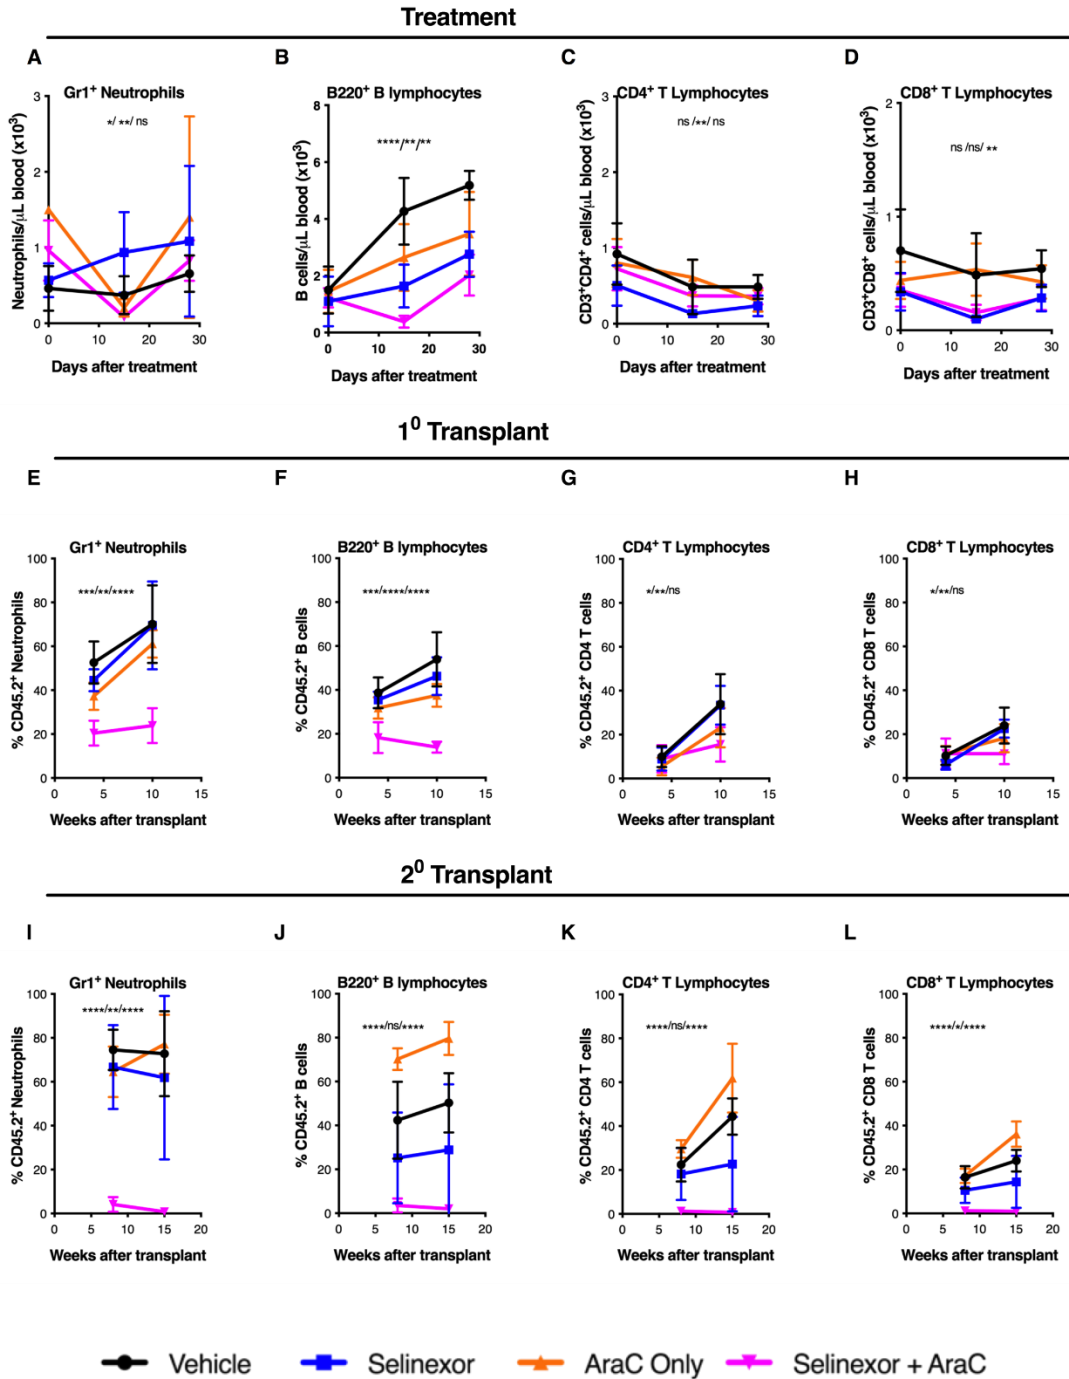 Treatment
A B C D
Gr1+ Neutrophils B220+ B lymphocytes CD4+ T Lymphocytes CD8+ T Lymphocytes
*/ **/ ns
****/**/**
ns /**/ ns
ns /ns/ **
Neutrophils/μL blood (x10³)
3
2
1
0
0 10 20 30
Days after treatment
B cells/μL blood (x10³)
8
6
4
2
0
0 10 20 30
Days after treatment
CD3+CD4+ cells/μL blood (x10³)
3
2
1
0
0 10 20 30
Days after treatment
CD3+CD8+ cells/μL blood (x10³)
2
1
0
0 10 20 30
Days after treatment
1⁰ Transplant
E F G H
Gr1+ Neutrophils B220+ B lymphocytes CD4+ T Lymphocytes CD8+ T Lymphocytes
***/**/****
***/****/****
*/**/ns
*/**/ns
% CD45.2+ Neutrophils
100
80
60
40
20
0
0 5 10 15
Weeks after transplant
% CD45.2+ B cells
100
80
60
40
20
0
0 5 10 15
Weeks after transplant
% CD45.2+ CD4 T cells
100
80
60
40
20
0
0 5 10 15
Weeks after transplant
% CD45.2+ CD8 T cells
100
80
60
40
20
0
0 5 10 15
Weeks after transplant
2⁰ Transplant
I J K L
Gr1+ Neutrophils B220+ B lymphocytes CD4+ T Lymphocytes CD8+ T Lymphocytes
****/**/****
****/ns/****
****/ns/****
****/*/****
% CD45.2+ Neutrophils
100
80
60
40
20
0
0 5 10 15 20
Weeks after transplant
% CD45.2+ B cells
100
80
60
40
20
0
0 5 10 15 20
Weeks after transplant
% CD45.2+ CD4 T cells
100
80
60
40
20
0
0 5 10 15 20
Weeks after transplant
% CD45.2+ CD8 T cells
100
80
60
40
20
0
0 5 10 15 20
Weeks after transplant
Vehicle Selinexor AraC Only Selinexor + AraC